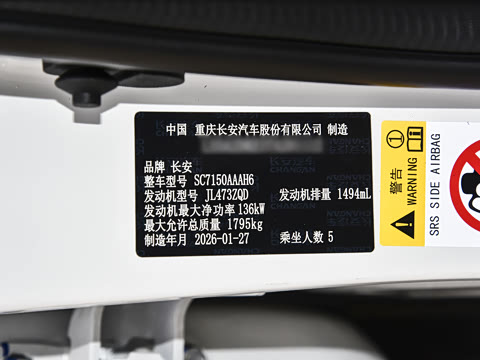 中国 重庆长安汽车股份有限公司 制造
品牌 长安
整车型号 SC7150AAAH6
发动机型号 JL473ZQD 发动机排量 1494mL
发动机最大净功率 136kW
最大允许总质量 1795kg
制造年月 2026-01-27 乘坐人数 5
警告
SRS SIDE AIRBAG